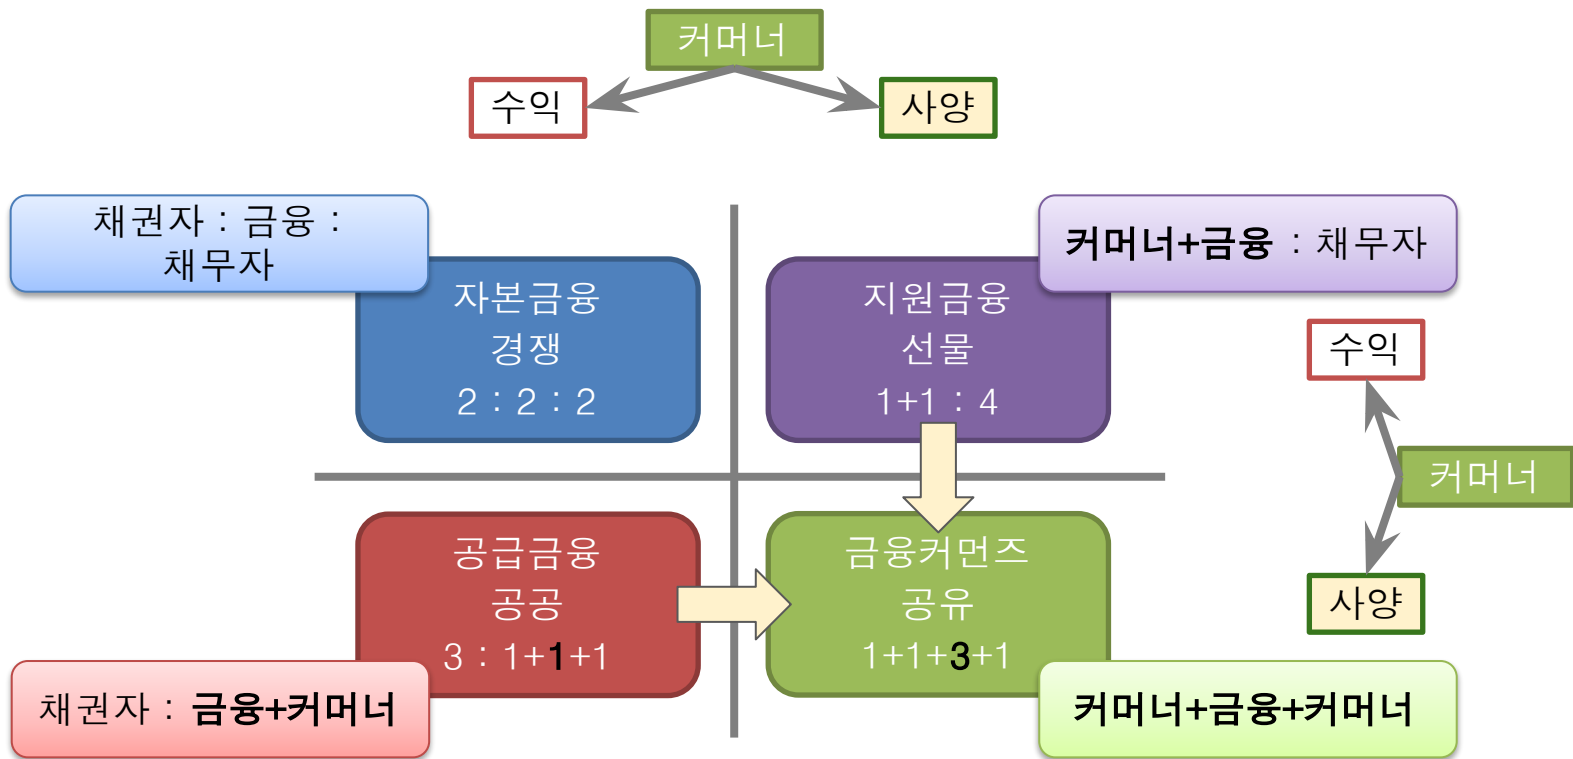 커머너
수익
사양
채권자 : 금융 :
채무자
자본금융
경쟁
2 : 2 : 2
커머너+금융 : 채무자
지원금융
선물
1+1 : 4
수익
커머너
사양
공급금융
공공
3 : 1+1+1
채권자 : 금융+커머너
금융커먼즈
공유
1+1+3+1
커머너+금융+커머너